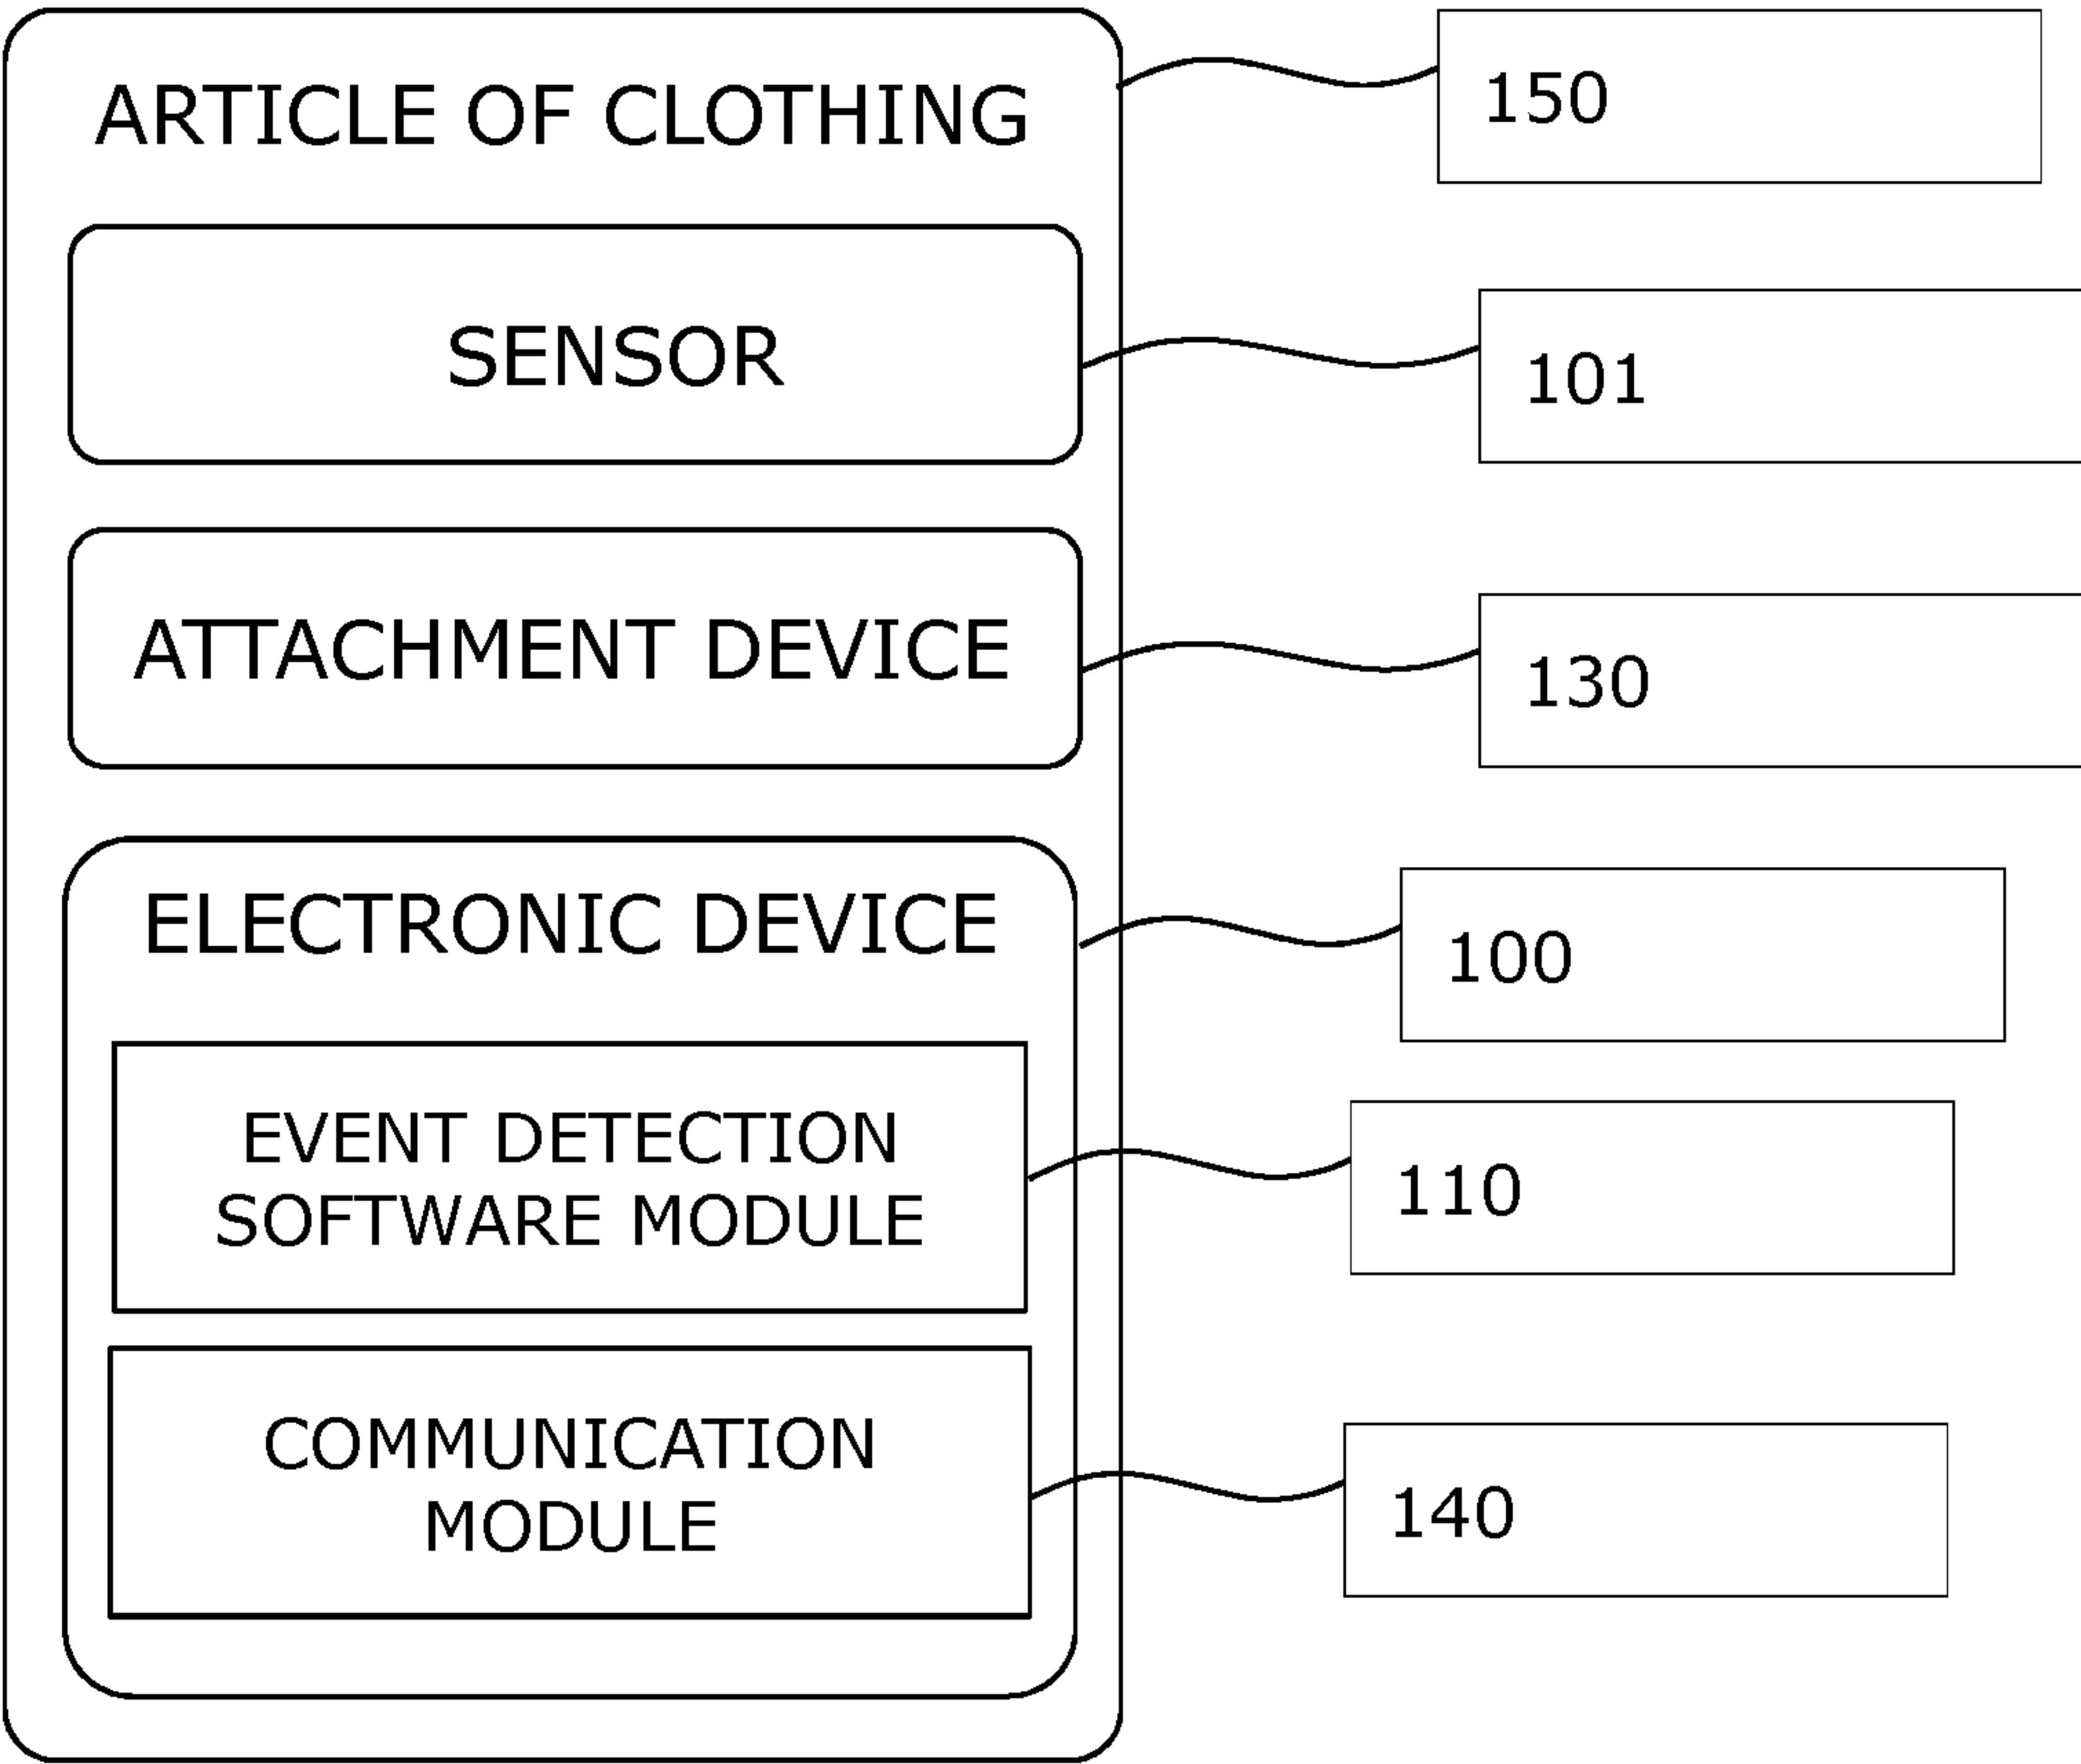 ARTICLE OF CLOTHING
150
SENSOR
101
ATTACHMENT DEVICE
130
ELECTRONIC DEVICE
100
EVENT DETECTION
SOFTWARE MODULE
110
COMMUNICATION
MODULE
140